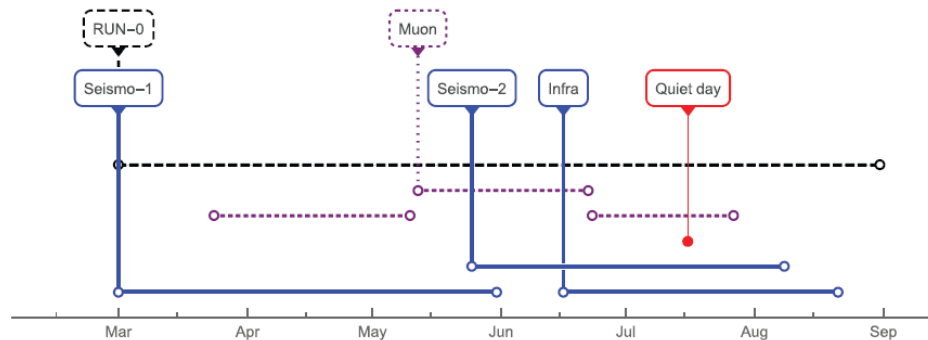 RUN–0
Muon
Seismo–1
Seismo–2
Infra
Quiet day
Mar
Apr
May
Jun
Jul
Aug
Sep